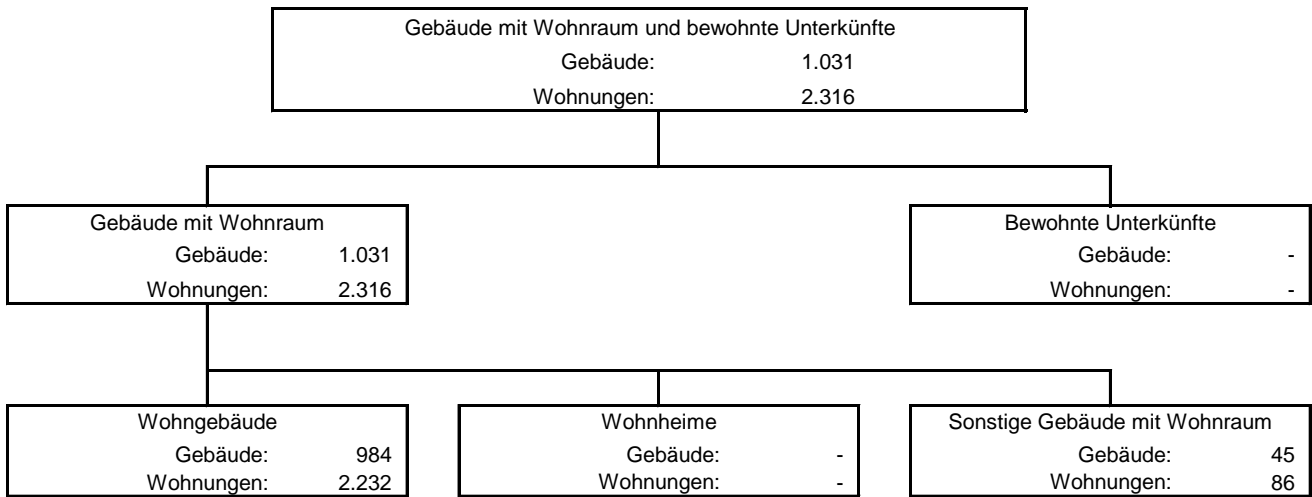 Gebäude mit Wohnraum und bewohnte Unterkünfte
Gebäude: 1.031
Wohnungen: 2.316
Gebäude mit Wohnraum
Gebäude: 1.031
Wohnungen: 2.316
Bewohnte Unterkünfte
Gebäude: -
Wohnungen: -
Wohngebäude
Gebäude: 984
Wohnungen: 2.232
Wohnheime
Gebäude: -
Wohnungen: -
Sonstige Gebäude mit Wohnraum
Gebäude: 45
Wohnungen: 86